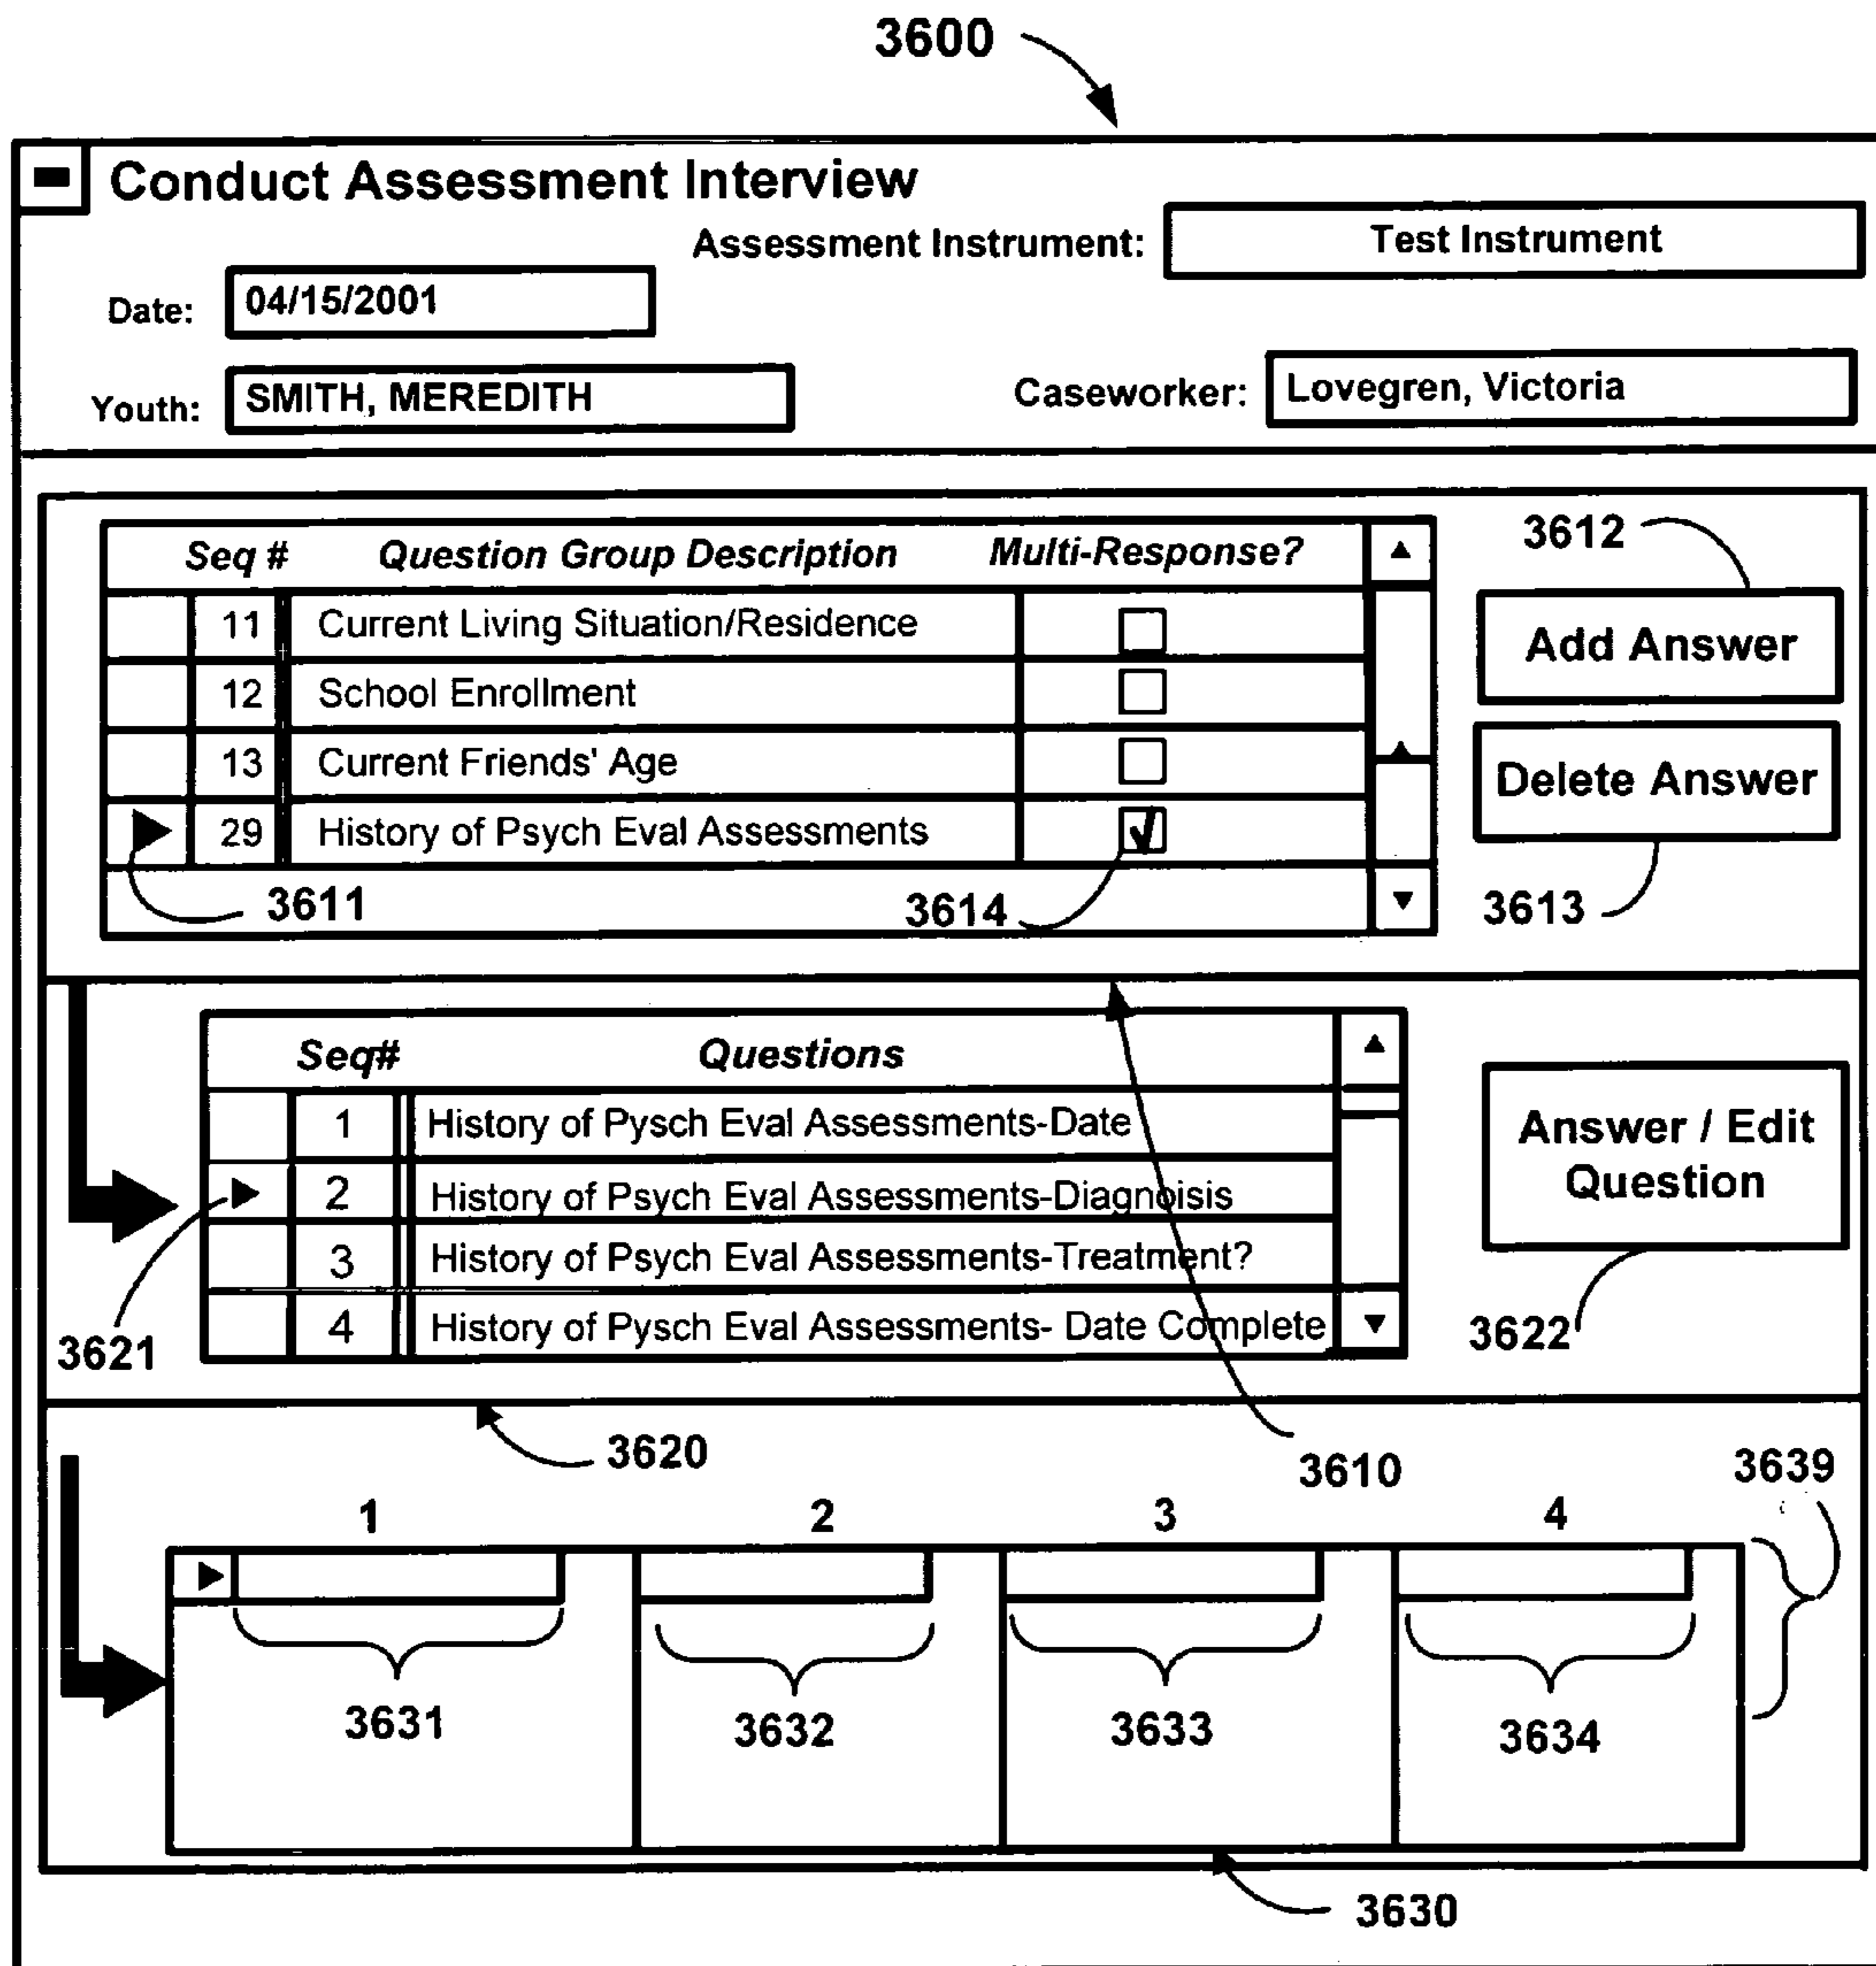 3600
Conduct Assessment Interview
Assessment Instrument: Test Instrument
Date: 04/15/2001
Youth: SMITH, MEREDITH Caseworker: Lovegren, Victoria
Seq # Question Group Description Multi-Response?
11 Current Living Situation/Residence
12 School Enrollment
13 Current Friends' Age
29 History of Psych Eval Assessments
3611 3614
3612
Add Answer
Delete Answer
3613
Seq# Questions
1 History of Pysch Eval Assessments-Date
2 History of Psych Eval Assessments-Diagnoisis
3 History of Psych Eval Assessments-Treatment?
4 History of Pysch Eval Assessments- Date Complete
Answer / Edit
Question
3621 3622
3620 3610 3639
1 2 3 4
3631 3632 3633 3634
3630